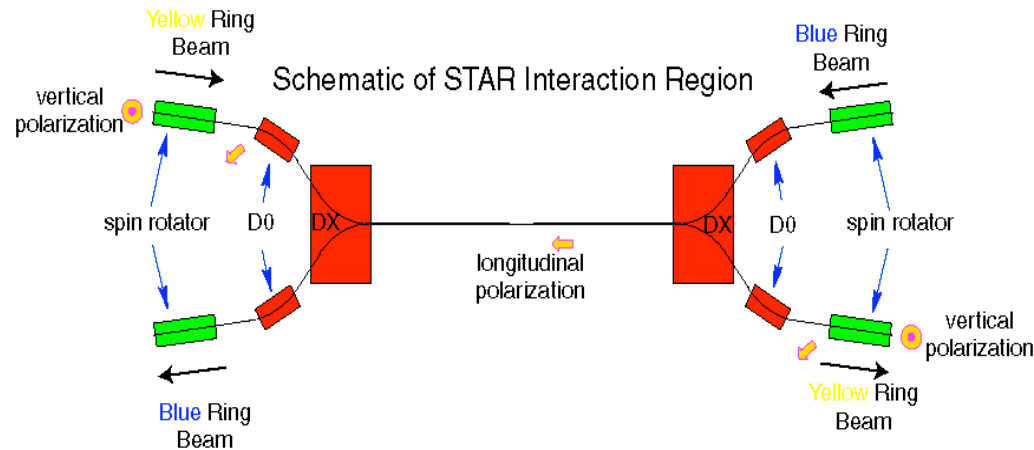 Yellow Ring
Beam
Blue Ring
Beam
Schematic of STAR Interaction Region
vertical
polarization
spin rotator
D0
DX
longitudinal
polarization
DX
D0
spin rotator
vertical
polarization
Blue Ring
Beam
Yellow Ring
Beam